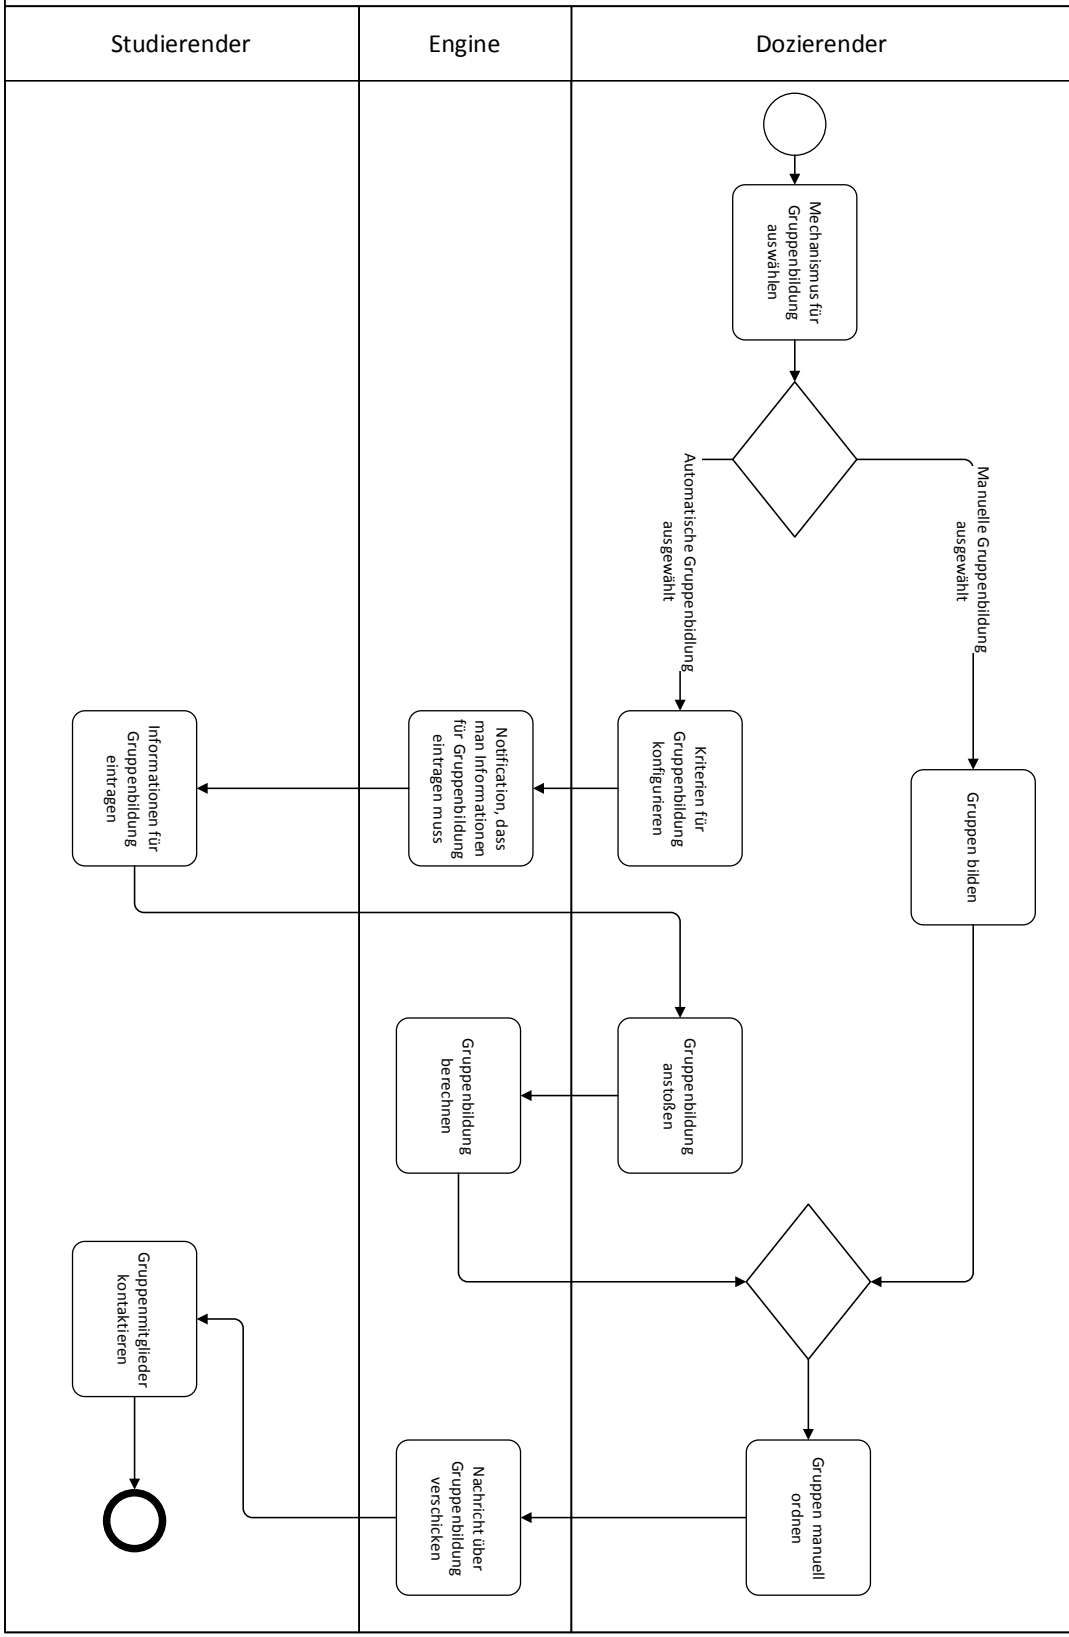 Studierender
Engine
Dozierender
Mechanismus für
Gruppenbildung
auswählen
Manuelle Gruppenbildung
ausgewählt
Automatische Gruppenbidlung
ausgewählt
Gruppen bilden
Kriterien für
Gruppenbildung
konfigurieren
Notification, dass
man Informationen
für Gruppenbildung
eintragen muss
Informationen für
Gruppenbildung
eintragen
Gruppenbildung
anstoßen
Gruppenbildung
berechnen
Gruppen manuell
ordnen
Nachricht über
Gruppenbildung
verschicken
Gruppenmitglieder
kontaktieren